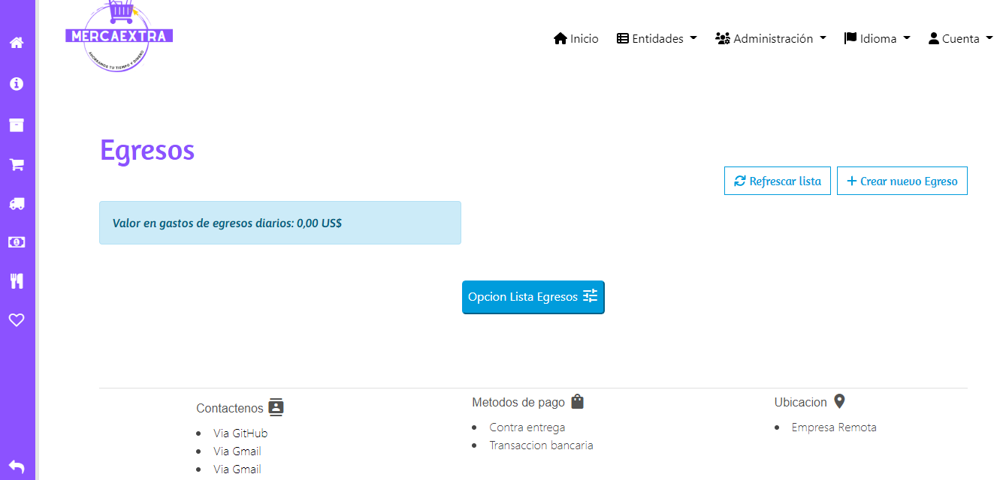 MERCAEXTRA
AHORRAMOS TU TIEMPO Y DINERO
Inicio
Entidades
Administración
Idioma
Cuenta
Egresos
Refrescar lista
Crear nuevo Egreso
Valor en gastos de egresos diarios: 0,00 US$
Opcion Lista Egresos
Contactenos
Via GitHub
Via Gmail
Via Gmail
Metodos de pago
Contra entrega
Transaccion bancaria
Ubicacion
Empresa Remota